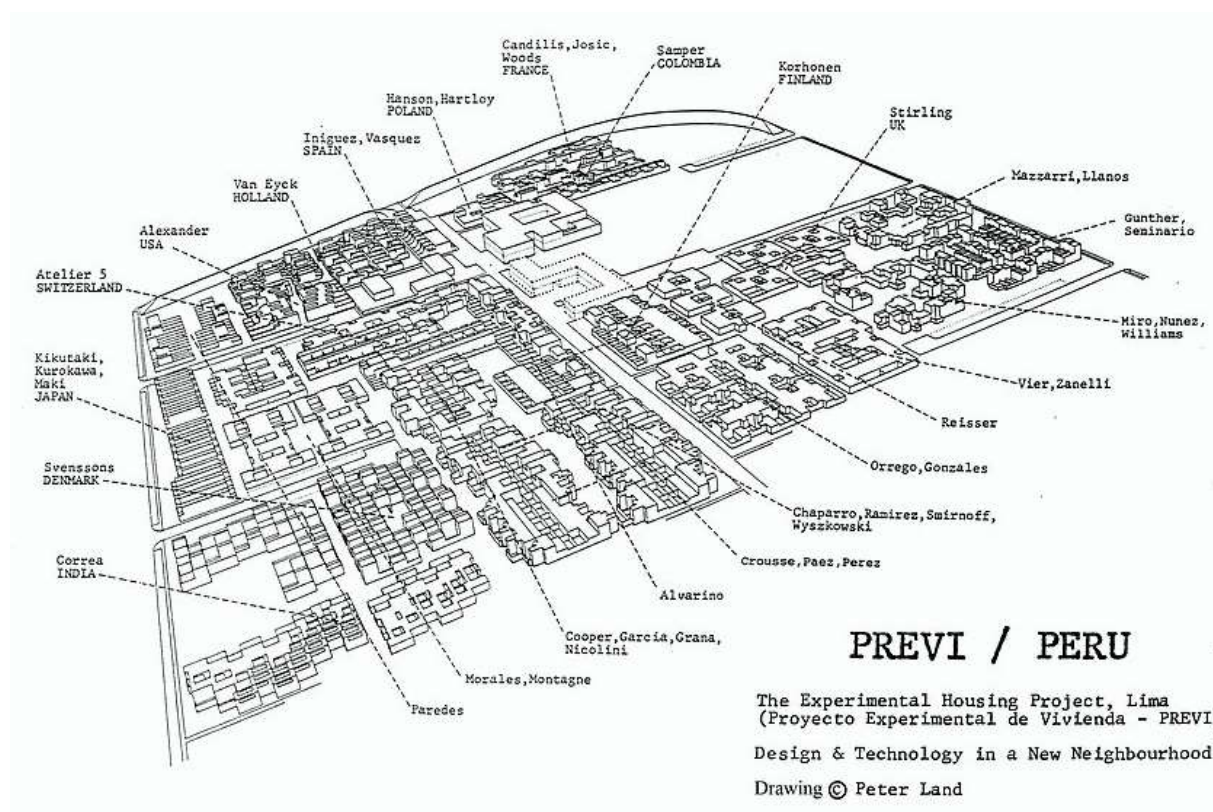 Candilis,Josic,
Woods
FRANCE
Samper
COLOMBIA
Korhonen
FINLAND
Hanson,Hartloy
POLAND
Stirling
UK
Iniguez,Vasquez
SPAIN
Mazzarri,Llanos
Van Eyck
HOLLAND
Gunther,
Seminario
Alexander
USA
Atelier 5
SWITZERLAND
Miro,Nunez,
Williams
Kikutaki,
Kurokawa,
Maki
JAPAN
Vier,Zanelli
Reisser
Svenssons
DENMARK
Orrego,Gonzales
Chaparro,Ramirez,Smirnoff,
Wyszkowski
Correa
INDIA
Crousse,Paez,Perez
Alvarino
Cooper,Garcia,Grana,
Nicolini
Morales,Montagne
Paredes
PREVI / PERU
The Experimental Housing Project, Lima
(Proyecto Experimental de Vivienda - PREVI
Design & Technology in a New Neighbourhood
Drawing © Peter Land